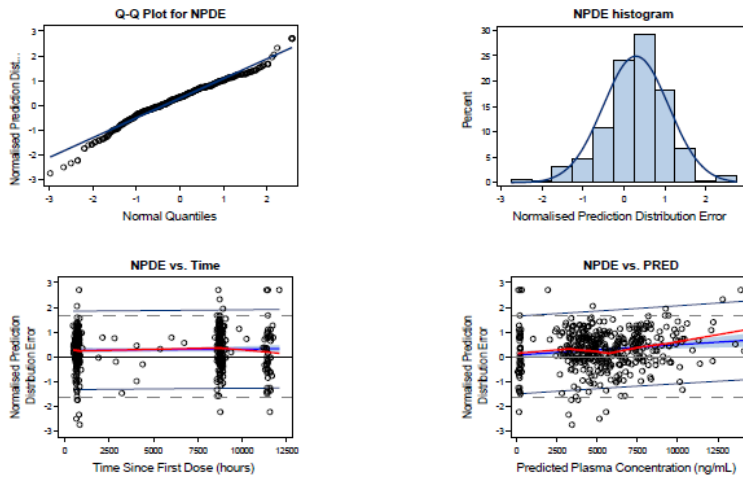 Q-Q Plot for NPDE
Normalised Prediction Dist...
3
2
1
0
-1
-2
-3
-3 -2 -1 0 1 2
Normal Quantiles
NPDE histogram
Percent
30
25
20
15
10
5
0
-2 -1 0 1 2
Normalised Prediction Distribution Error
NPDE vs. Time
Normalised Prediction
Distribution Error
3
2
1
0
-1
-2
-3
0 2500 5000 7500 10000 12500
Time Since First Dose (hours)
NPDE vs. PRED
Normalised Prediction
Distribution Error
3
2
1
0
-1
-2
-3
0 2500 5000 7500 10000 12500
Predicted Plasma Concentration (ng/mL)